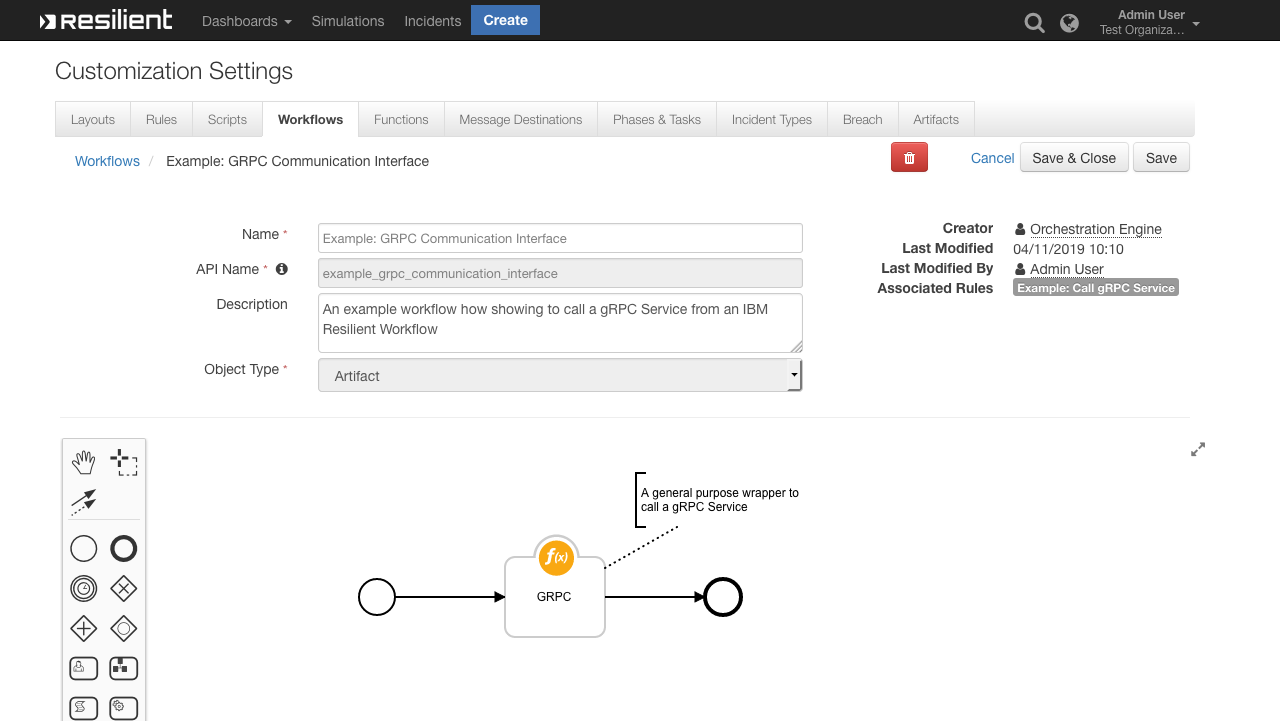 resilient
Dashboards
Simulations
Incidents
Create
Admin User
Test Organiza...
Customization Settings
Layouts
Rules
Scripts
Workflows
Functions
Message Destinations
Phases & Tasks
Incident Types
Breach
Artifacts
Workflows / Example: GRPC Communication Interface
Cancel
Save & Close
Save
Name *
Example: GRPC Communication Interface
API Name *
example_grpc_communication_interface
Description
An example workflow how showing to call a gRPC Service from an IBM
Resilient Workflow
Object Type *
Artifact
Creator
Orchestration Engine
Last Modified
04/11/2019 10:10
Last Modified By
Admin User
Associated Rules
Example: Call gRPC Service
A general purpose wrapper to
call a gRPC Service
f(x)
GRPC